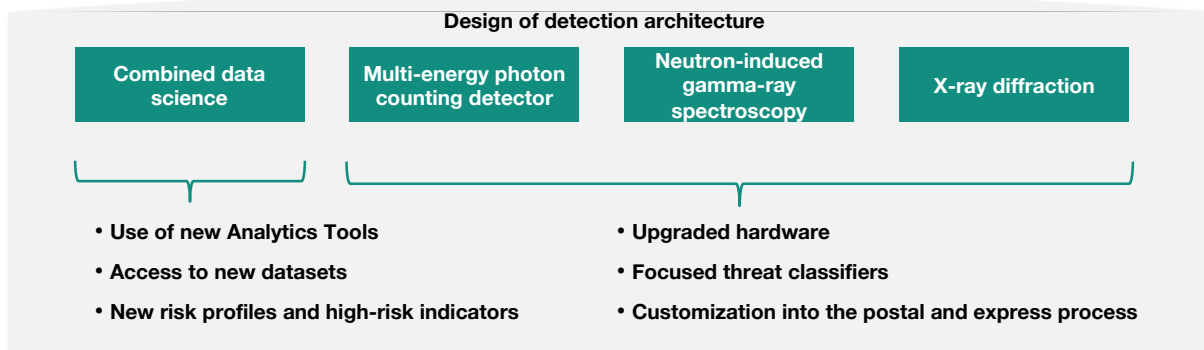 Design of detection architecture
Combined data
science
Multi-energy photon
counting detector
Neutron-induced
gamma-ray
spectroscopy
X-ray diffraction
• Use of new Analytics Tools
• Access to new datasets
• New risk profiles and high-risk indicators
• Upgraded hardware
• Focused threat classifiers
• Customization into the postal and express process